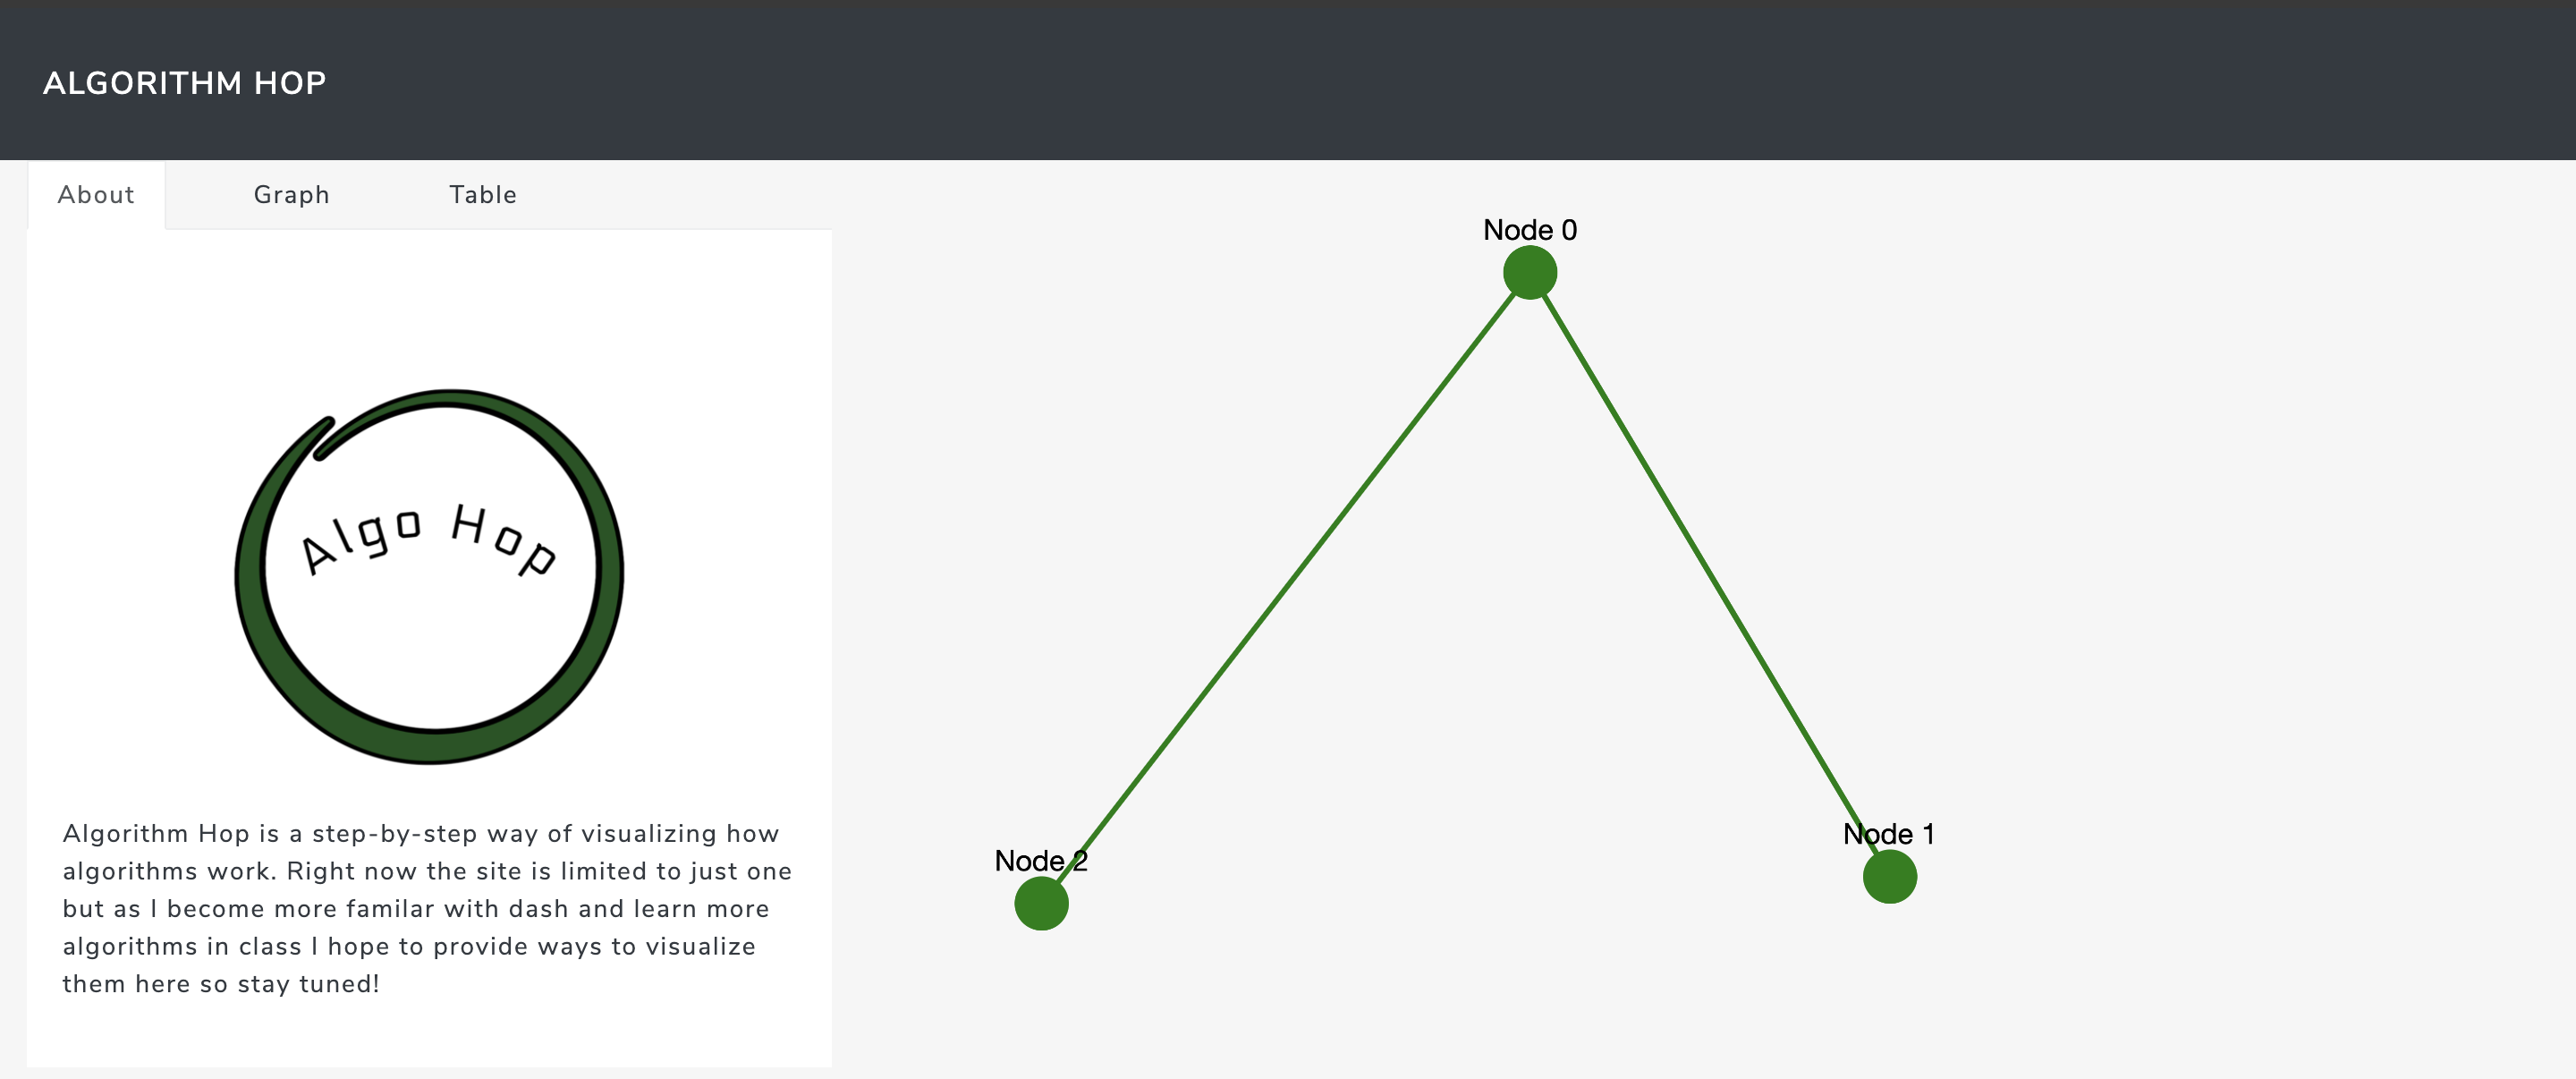 ALGORITHM HOP
About
Graph
Table
Algo Hop
Algorithm Hop is a step-by-step way of visualizing how
algorithms work. Right now the site is limited to just one
but as I become more familar with dash and learn more
algorithms in class I hope to provide ways to visualize
them here so stay tuned!
Node 0
Node 2
Node 1